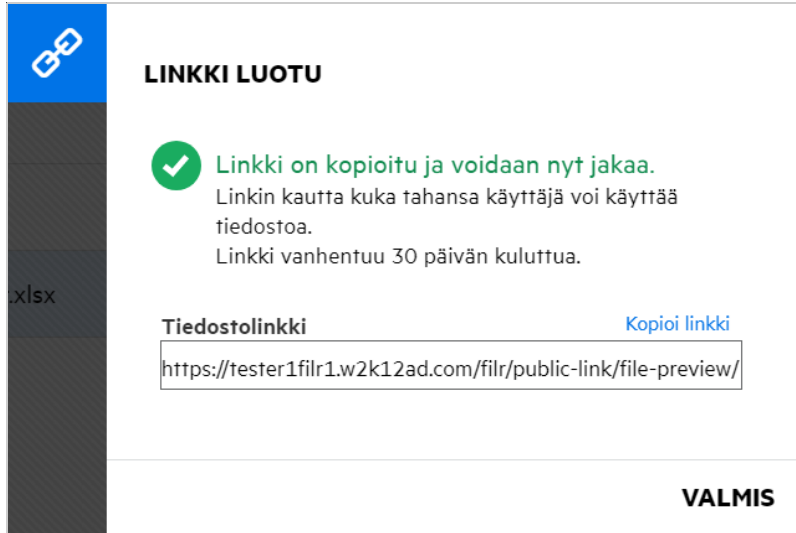 LINKKI LUOTU
Linkki on kopioitu ja voidaan nyt jakaa.
Linkin kautta kuka tahansa käyttäjä voi käyttää
tiedostoa.
Linkki vanhentuu 30 päivän kuluttua.
.xlsx
Tiedostolinkki Kopioi linkki
https://tester1filr1.w2k12ad.com/filr/public-link/file-preview/
VALMIS